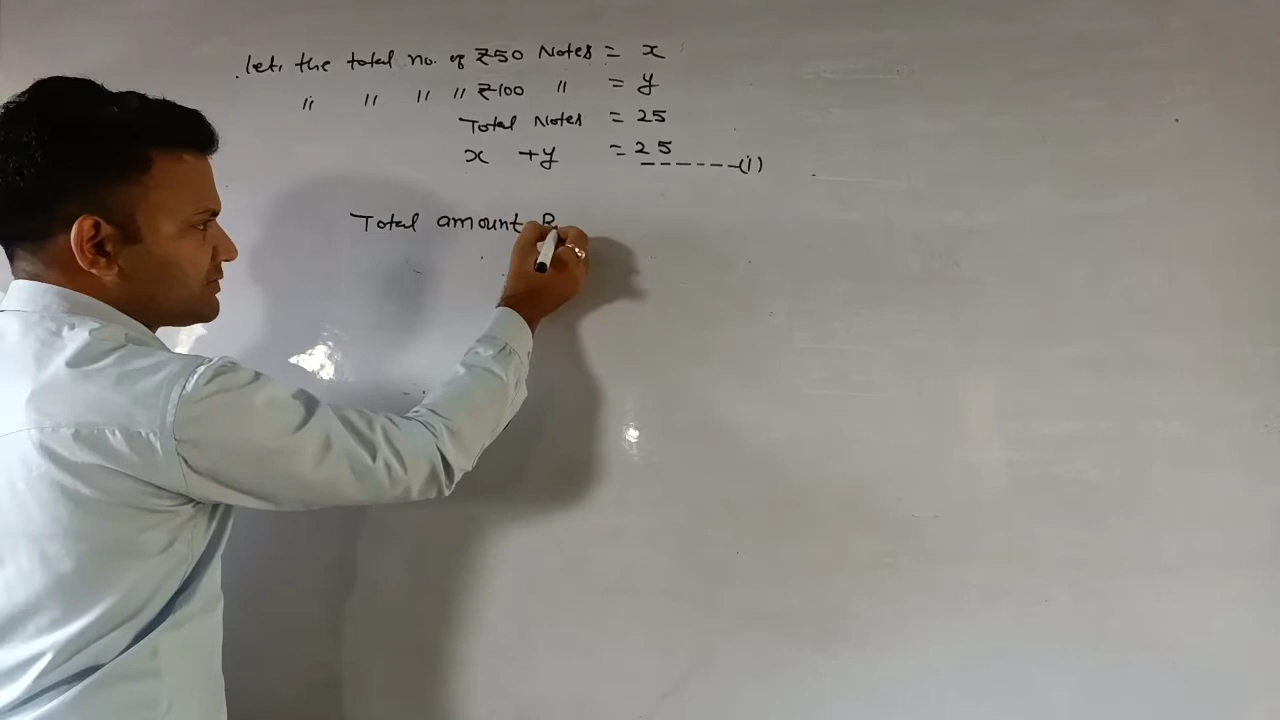 let, the total no. of ₹50 Notes = x
" " " " ₹100 " = y
Total Notes = 25
x + y = 25 ------(i)
Total amount